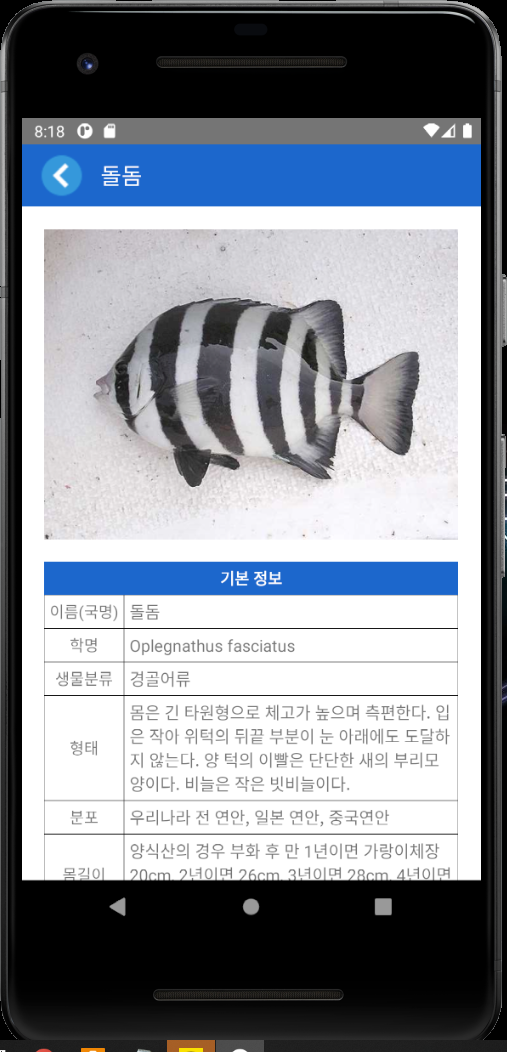 8:18
돌돔
기본 정보
이름(국명) 돌돔
학명 Oplegnathus fasciatus
생물분류 경골어류
형태 몸은 긴 타원형으로 체고가 높으며 측편한다. 입
은 작아 위턱의 뒤끝 부분이 눈 아래에도 도달하
지 않는다. 양 턱의 이빨은 단단한 새의 부리모
양이다. 비늘은 작은 빗비늘이다.
분포 우리나라 전 연안, 일본 연안, 중국연안
몸길이 양식산의 경우 부화 후 만 1년이면 가랑이체장
20cm, 2년이면 26cm, 3년이면 28cm, 4년이면